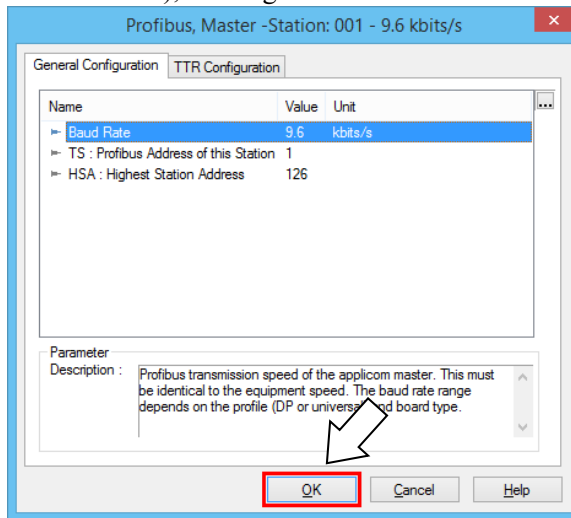 Profibus, Master -Station: 001 - 9.6 kbits/s
General Configuration TTR Configuration
Name Value Unit
Baud Rate 9.6 kbits/s
TS : Profibus Address of this Station 1
HSA : Highest Station Address 126
...
Parameter
Description : Profibus transmission speed of the applicom master. This must
be identical to the equipment speed. The baud rate range
depends on the profile (DP or universal and board type.
OK Cancel Help